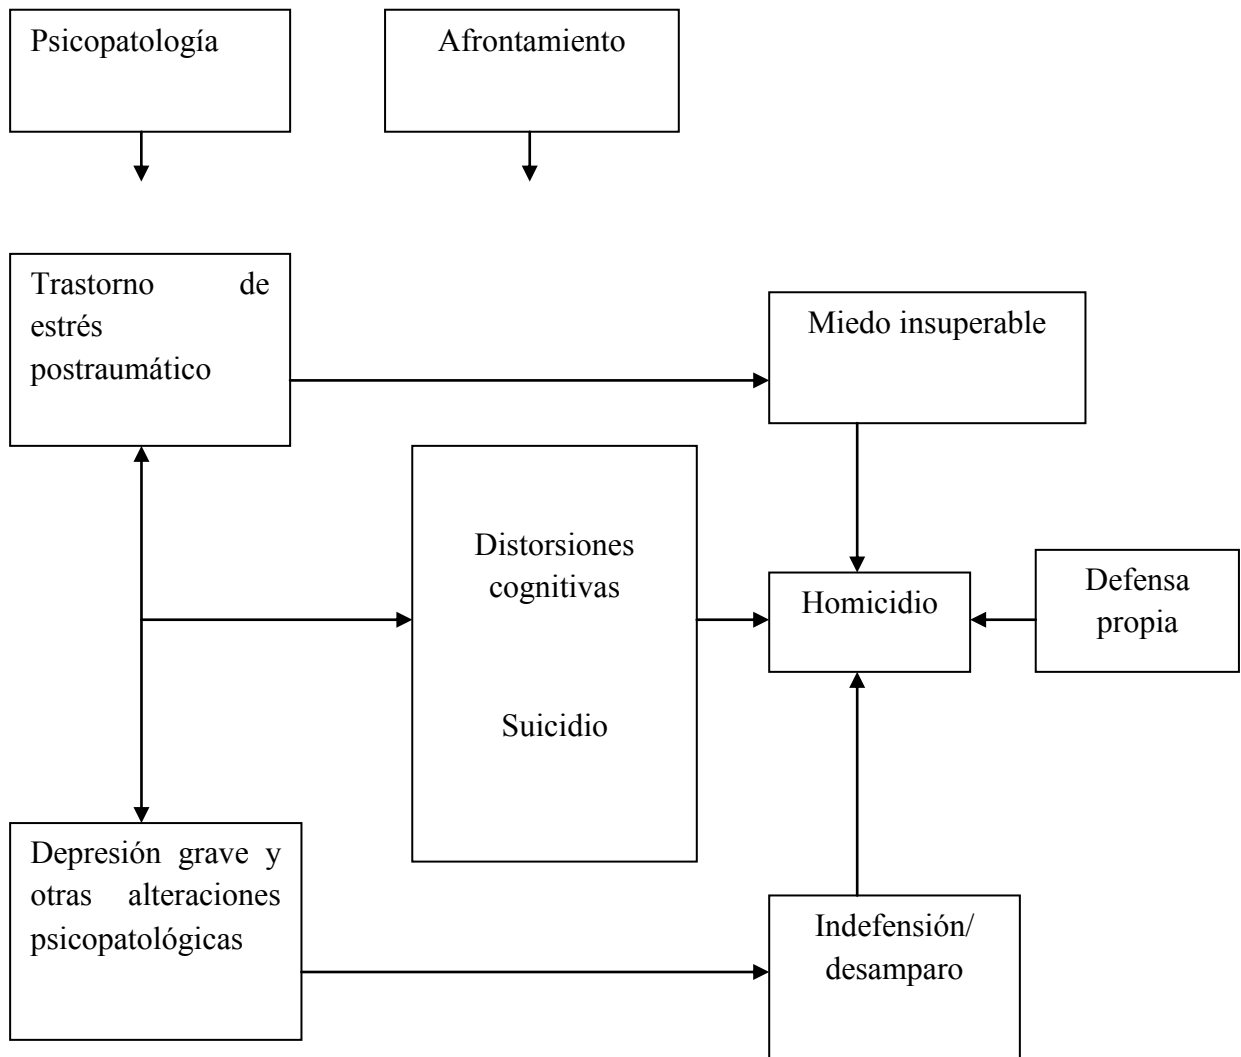 Psicopatología
Afrontamiento
Trastorno de
estrés
postraumático
Miedo insuperable
Distorsiones
cognitivas
Suicidio
Homicidio
Defensa
propia
Depresión grave y
otras alteraciones
psicopatológicas
Indefensión/
desamparo